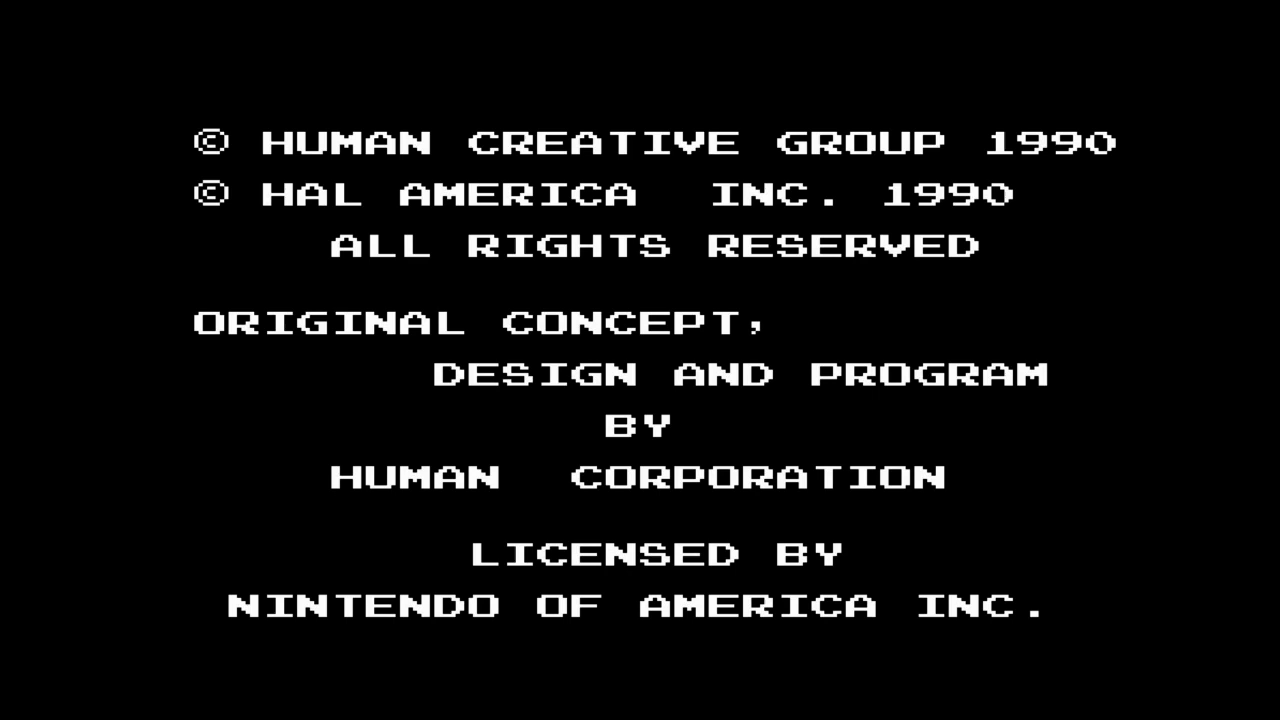 © HUMAN CREATIVE GROUP 1990
© HAL AMERICA INC. 1990
ALL RIGHTS RESERVED
ORIGINAL CONCEPT,
DESIGN AND PROGRAM
BY
HUMAN CORPORATION
LICENSED BY
NINTENDO OF AMERICA INC.